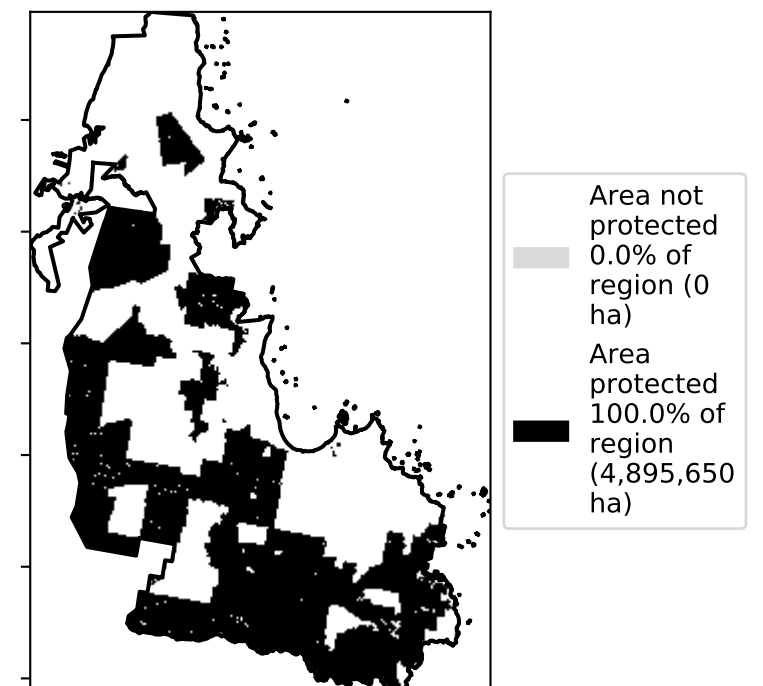 Area not
protected
0.0% of
region (0
ha)
Area
protected
100.0% of
region
(4,895,650
ha)